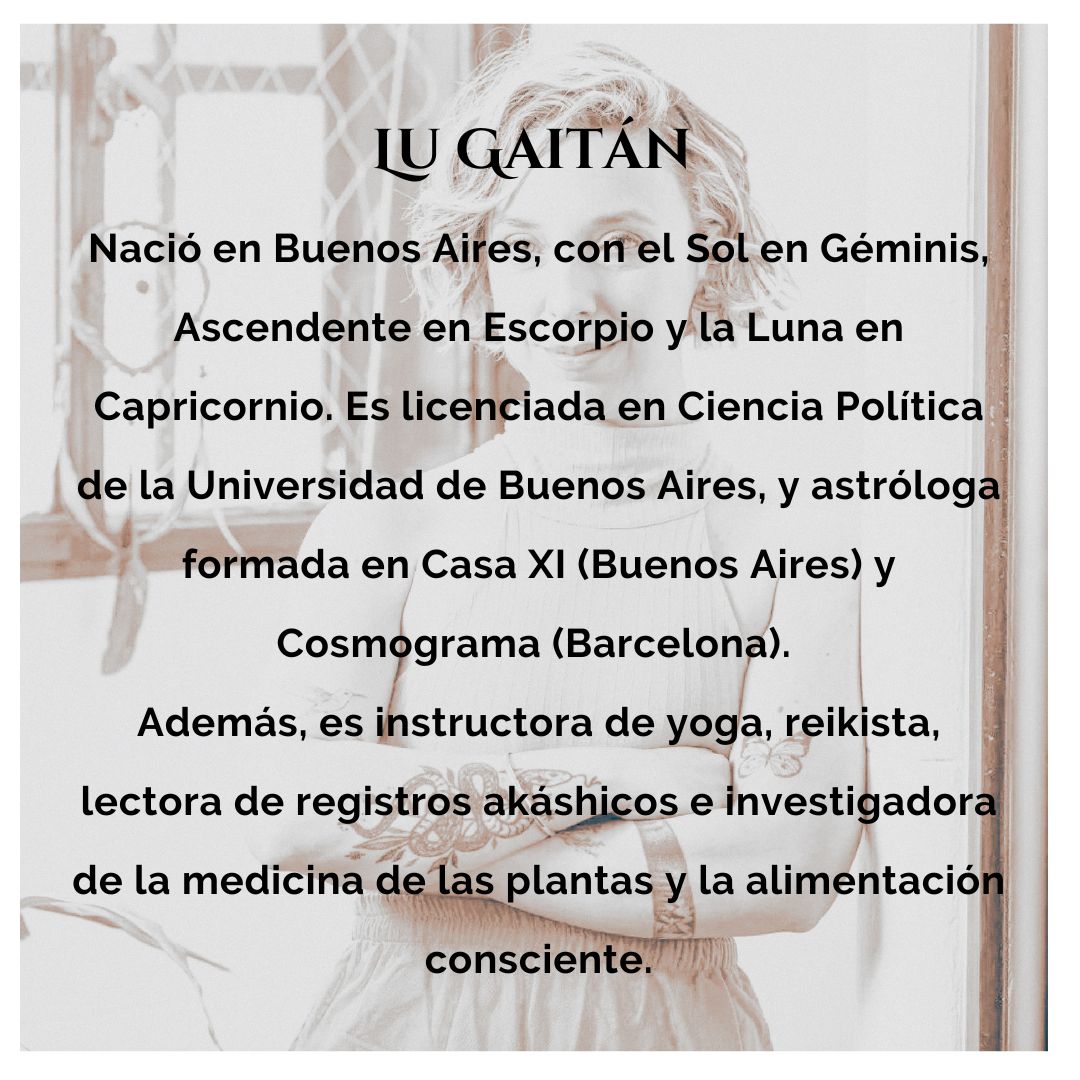 Lu Gaitán
Nació en Buenos Aires, con el Sol en Géminis,
Ascendente en Escorpio y la Luna en
Capricornio. Es licenciada en Ciencia Política
de la Universidad de Buenos Aires, y astróloga
formada en Casa XI (Buenos Aires) y
Cosmograma (Barcelona).
Además, es instructora de yoga, reikista,
lectora de registros akáshicos e investigadora
de la medicina de las plantas y la alimentación
consciente.